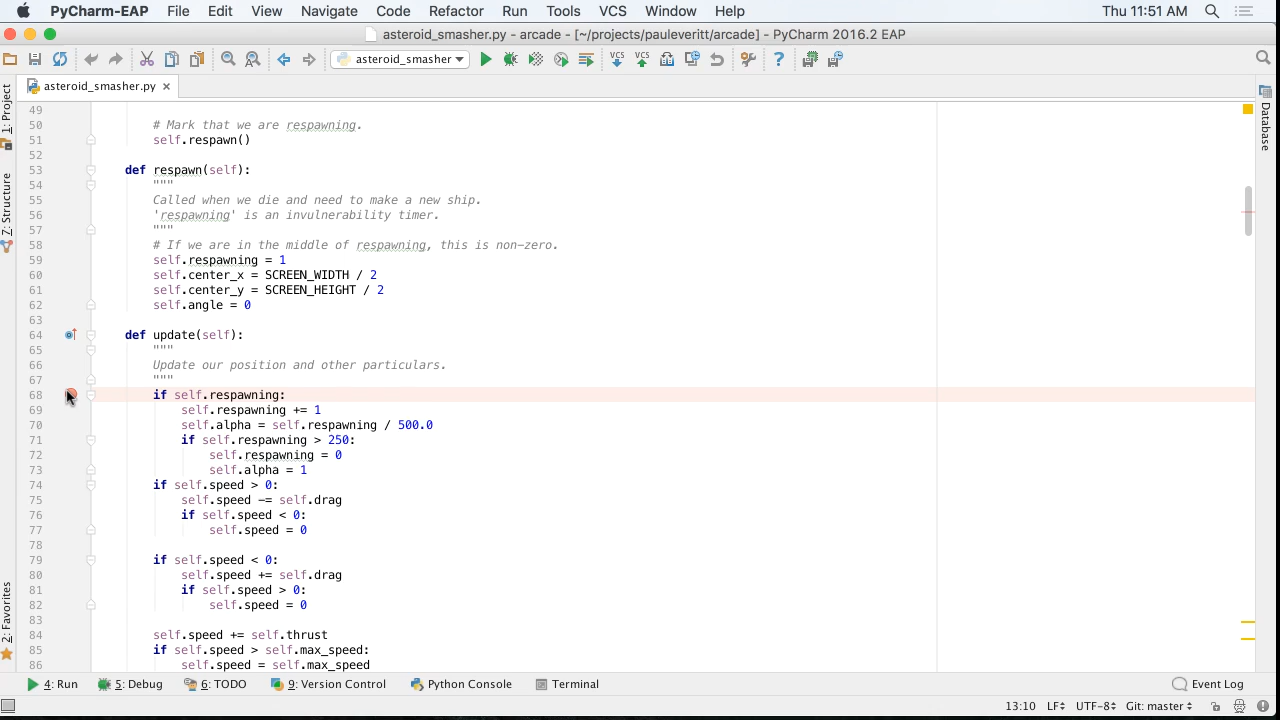 PyCharm-EAP File Edit View Navigate Code Refactor Run Tools VCS Window Help Thu 11:51 AM
asteroid_smasher.py - arcade - [~/projects/pauleveritt/arcade] - PyCharm 2016.2 EAP
asteroid_smasher VCS VCS ?
asteroid_smasher.py ×
1: Project
7: Structure
2: Favorites
Database
49
50 # Mark that we are respawning.
51 self.respawn()
52
53 def respawn(self):
54 """
55 Called when we die and need to make a new ship.
56 'respawning' is an invulnerability timer.
57 """
58 # If we are in the middle of respawning, this is non-zero.
59 self.respawning = 1
60 self.center_x = SCREEN_WIDTH / 2
61 self.center_y = SCREEN_HEIGHT / 2
62 self.angle = 0
63
64 def update(self):
65 """
66 Update our position and other particulars.
67 """
68 if self.respawning:
69 self.respawning += 1
70 self.alpha = self.respawning / 500.0
71 if self.respawning > 250:
72 self.respawning = 0
73 self.alpha = 1
74 if self.speed > 0:
75 self.speed -= self.drag
76 if self.speed < 0:
77 self.speed = 0
78
79 if self.speed < 0:
80 self.speed += self.drag
81 if self.speed > 0:
82 self.speed = 0
83
84 self.speed += self.thrust
85 if self.speed > self.max_speed:
86 self.speed = self.max_speed
4: Run 5: Debug 6: TODO 9: Version Control Python Console Terminal Event Log
13:10 LF UTF-8 Git: master